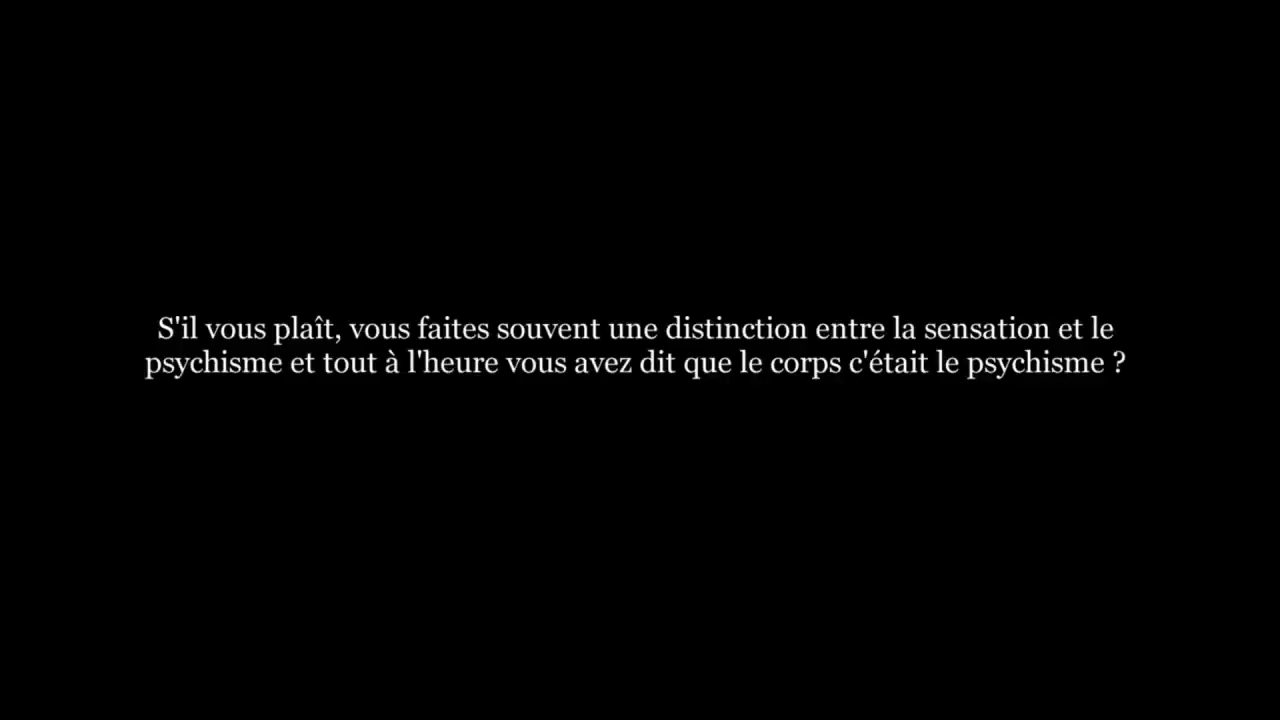 S'il vous plaît, vous faites souvent une distinction entre la sensation et le
psychisme et tout à l'heure vous avez dit que le corps c'était le psychisme ?